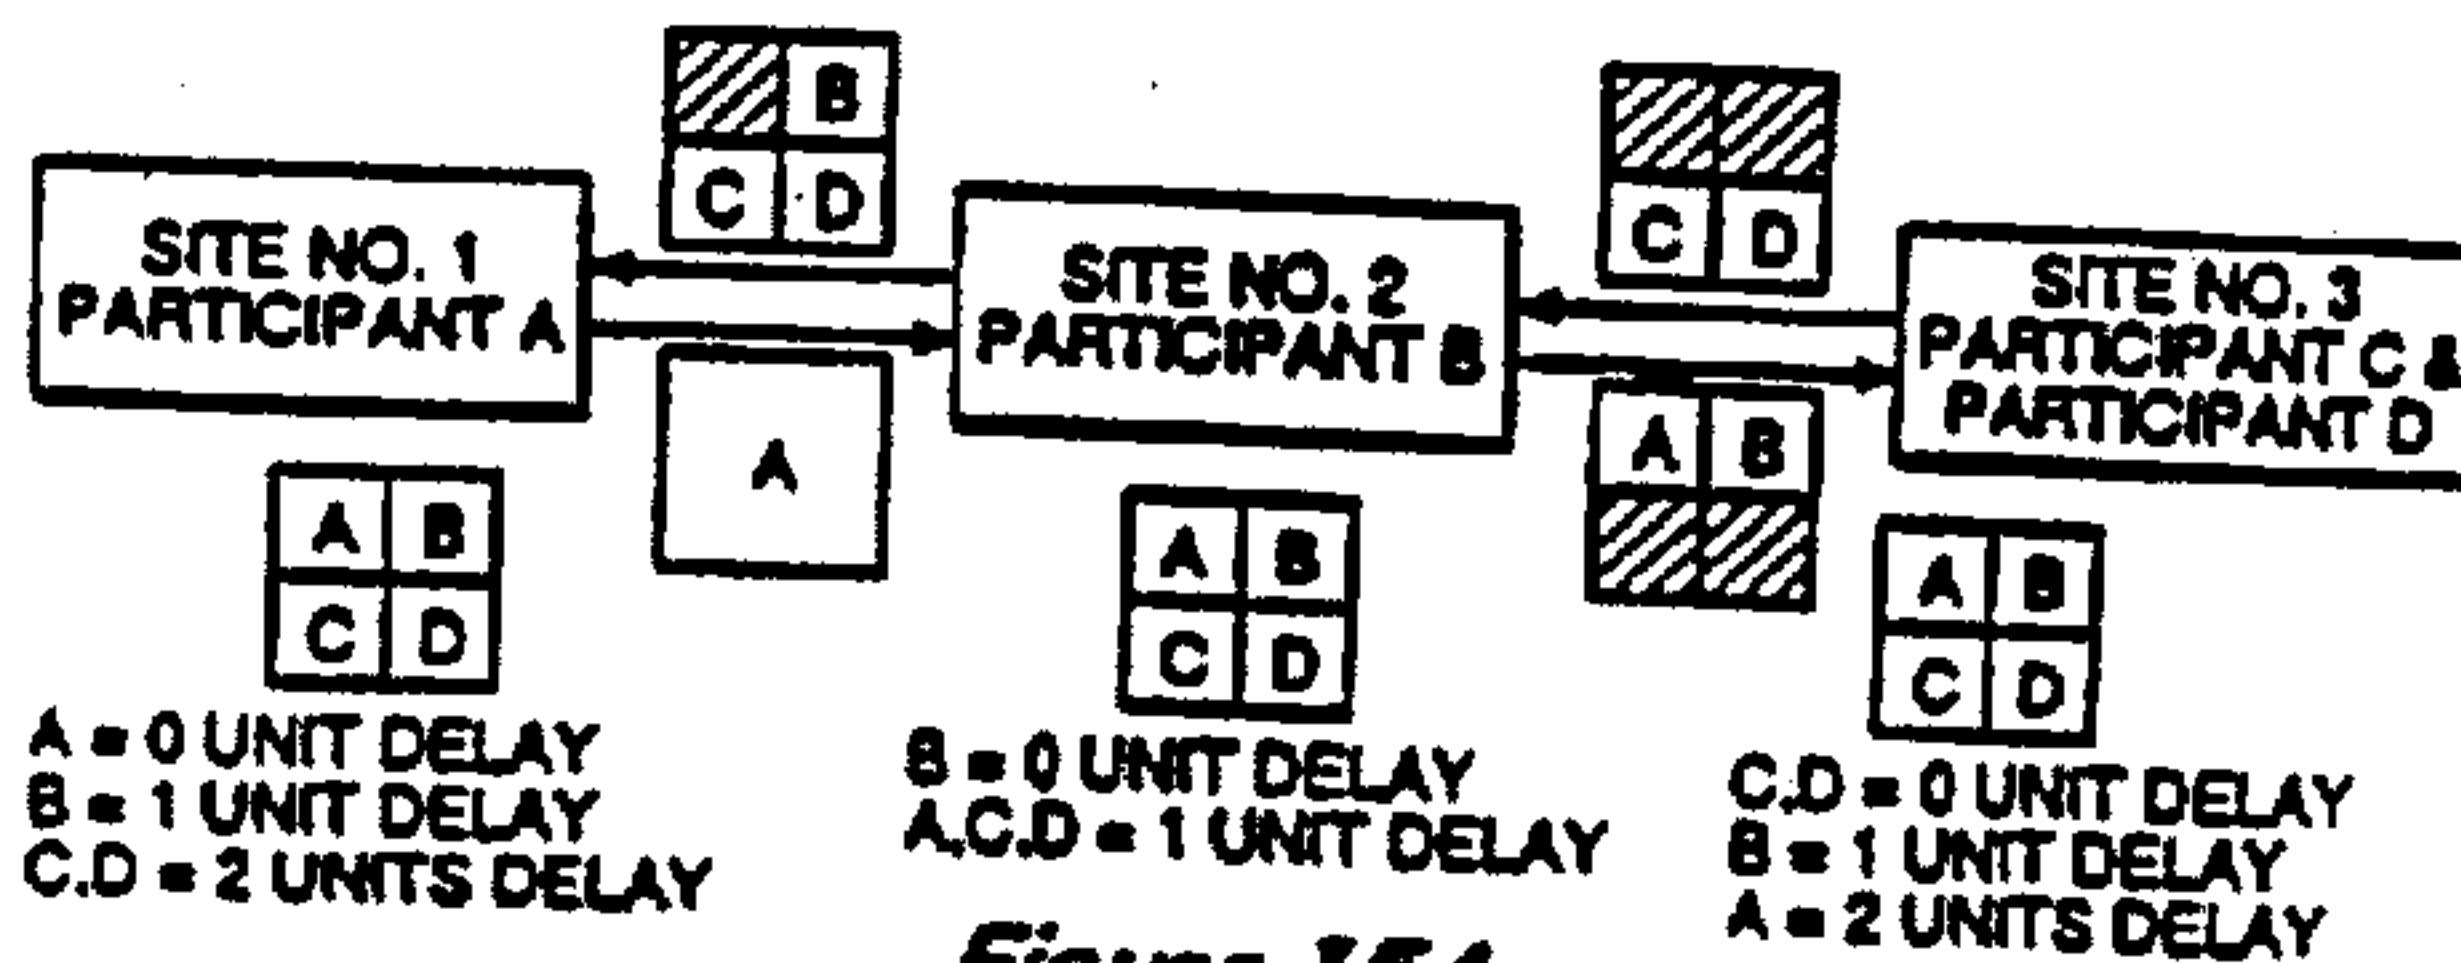 B
C D
C D
SITE NO. 1
PARTICIPANT A
SITE NO. 2
PARTICIPANT B
SITE NO. 3
PARTICIPANT C &
PARTICIPANT D
A
A B
A B
C D
A B
C D
A B
C D
A = 0 UNIT DELAY
B = 1 UNIT DELAY
C.D = 2 UNITS DELAY
B = 0 UNIT DELAY
A.C.D = 1 UNIT DELAY
C.D = 0 UNIT DELAY
B = 1 UNIT DELAY
A = 2 UNITS DELAY
Figure